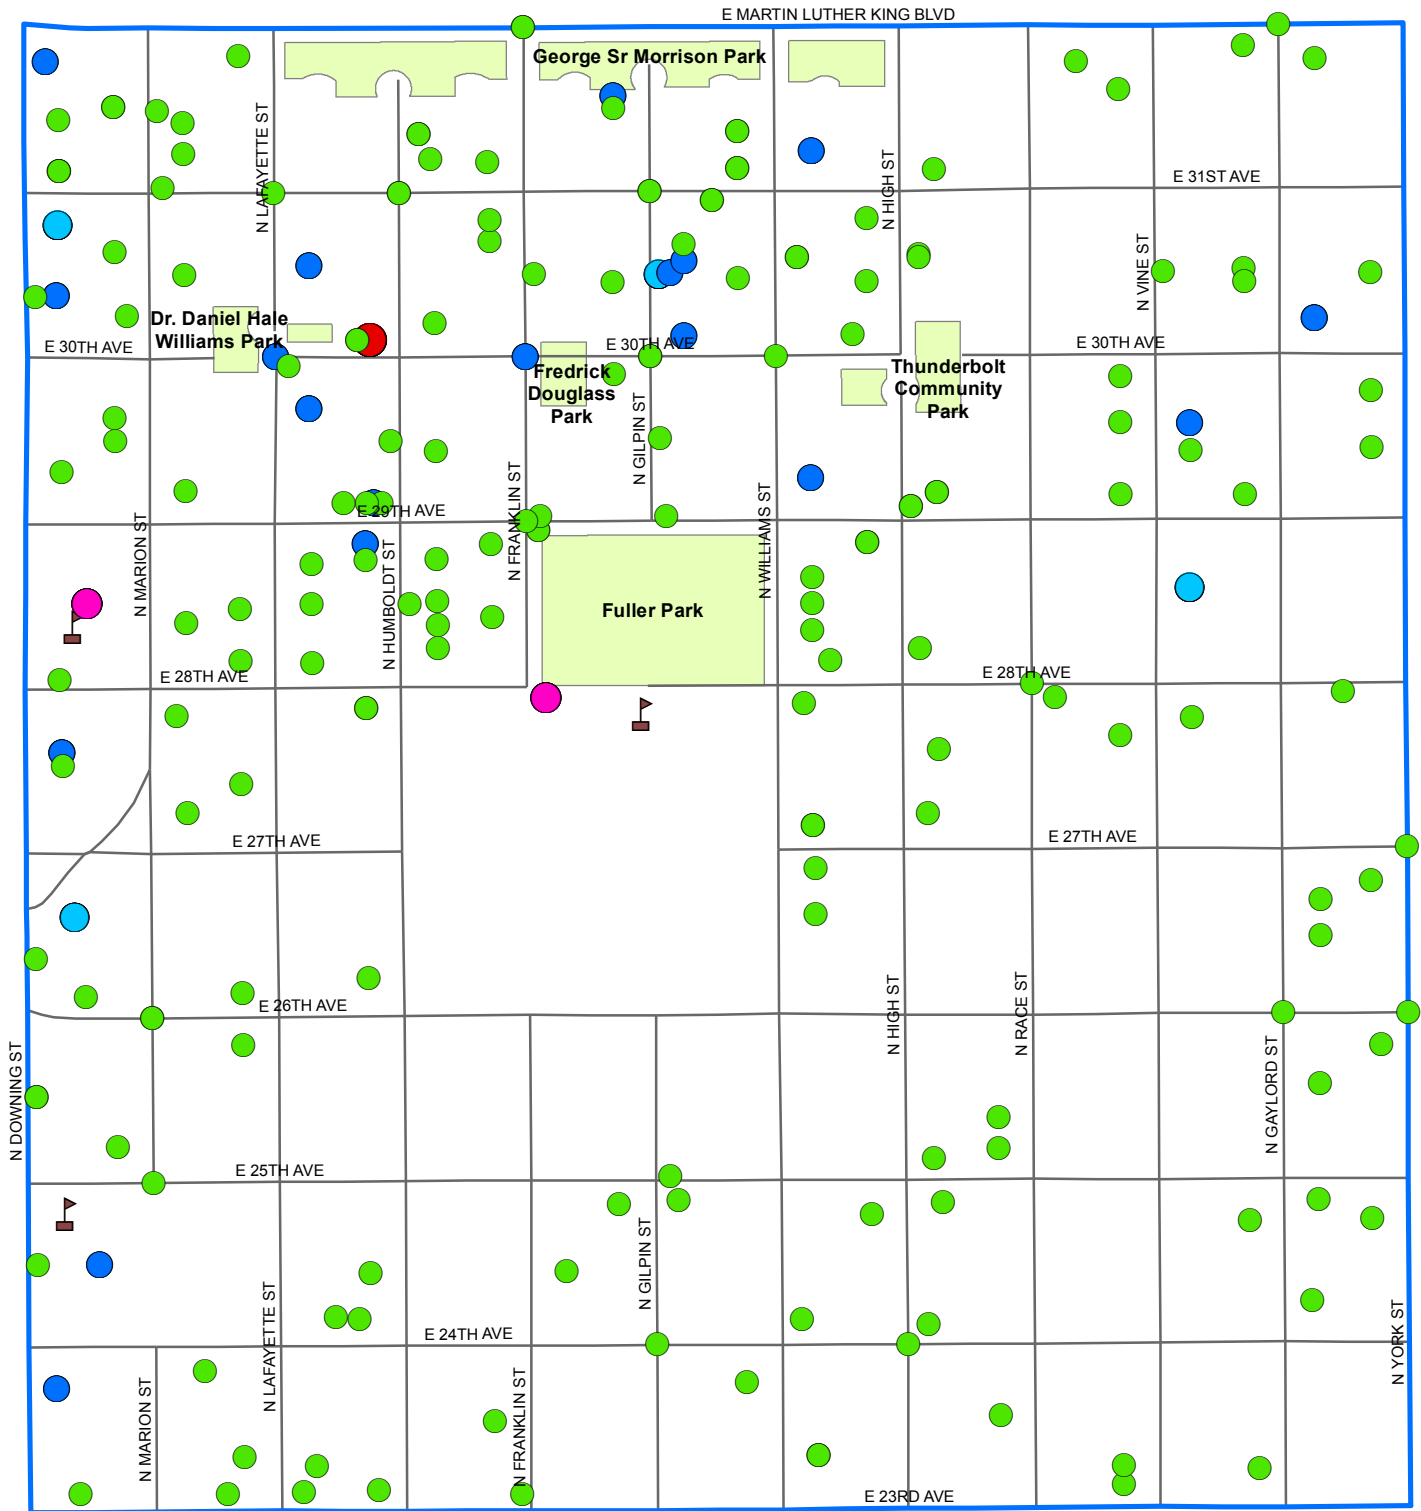 E MARTIN LUTHER KING BLVD
George Sr Morrison Park
N LAFAYETTE ST
N HIGH ST
E 31ST AVE
N VINE ST
Dr. Daniel Hale
Williams Park
E 30TH AVE
E 30TH AVE
E 30TH AVE
Fredrick
Douglass
Park
Thunderbolt
Community
Park
N GILPIN ST
N FRANKLIN ST
E 29TH AVE
N WILLIAMS ST
N MARION ST
N HUMBOLDT ST
Fuller Park
E 28TH AVE
E 28TH AVE
E 27TH AVE
E 27TH AVE
N HIGH ST
N RACE ST
E 26TH AVE
N DOWNING ST
N GAYLORD ST
E 25TH AVE
N GILPIN ST
N LAFAYETTE ST
E 24TH AVE
N YORK ST
N MARION ST
N FRANKLIN ST
E 23RD AVE